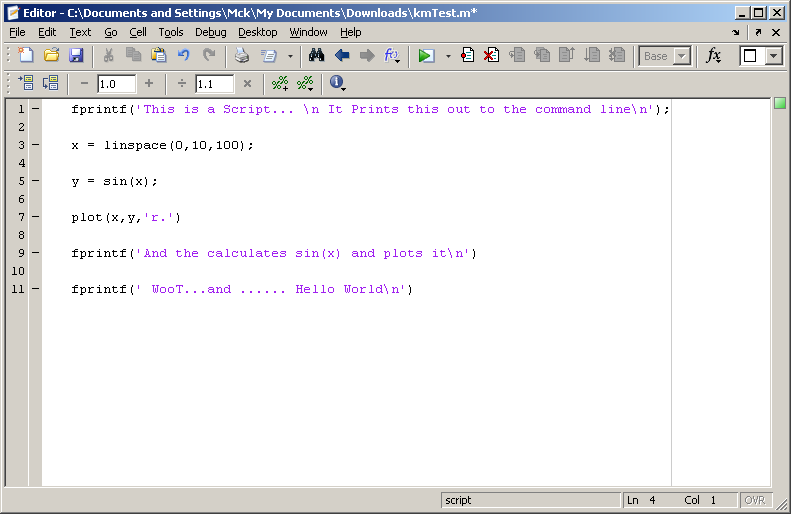 Editor - C:\Documents and Settings\Mck\My Documents\Downloads\kmTest.m*
File Edit Text Go Cell Tools Debug Desktop Window Help
Base fx
1.0 + ÷ 1.1 ×
1 fprintf('This is a Script... \n It Prints this out to the command line\n');
2
3 x = linspace(0,10,100);
4
5 y = sin(x);
6
7 plot(x,y,'r.')
8
9 fprintf('And the calculates sin(x) and plots it\n')
10
11 fprintf(' WooT...and ...... Hello World\n')
script Ln 4 Col 1 OVR